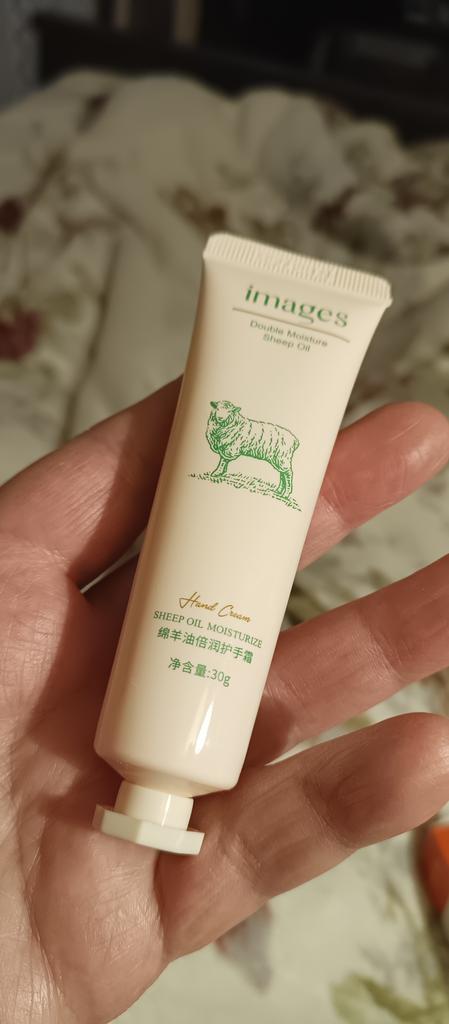 images
Double Moisture
Sheep Oil
Hand Cream
SHEEP OIL MOISTURIZE
绵羊油倍润护手霜
净含量:30g